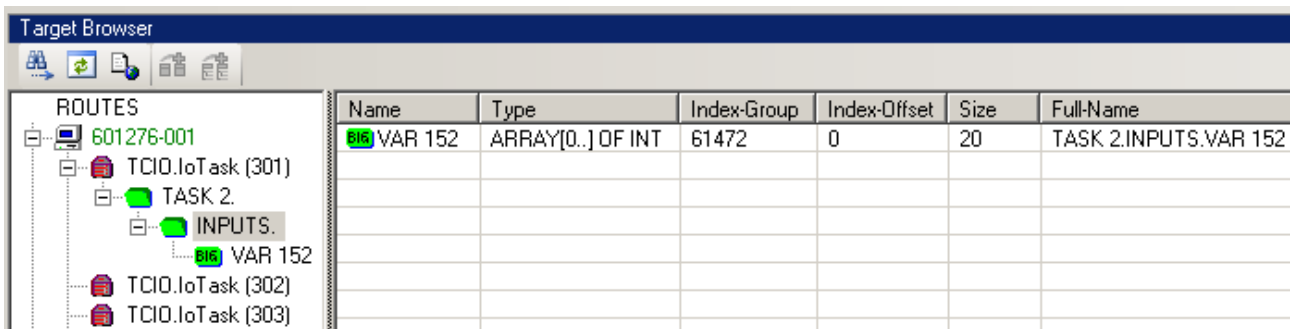 Target Browser
ROUTES
601276-001
TCIO.IoTask (301)
TASK 2.
INPUTS.
BIG VAR 152
TCIO.IoTask (302)
TCIO.IoTask (303)
Name Type Index-Group Index-Offset Size Full-Name
BIG VAR 152 ARRAY[0..] OF INT 61472 0 20 TASK 2.INPUTS.VAR 152